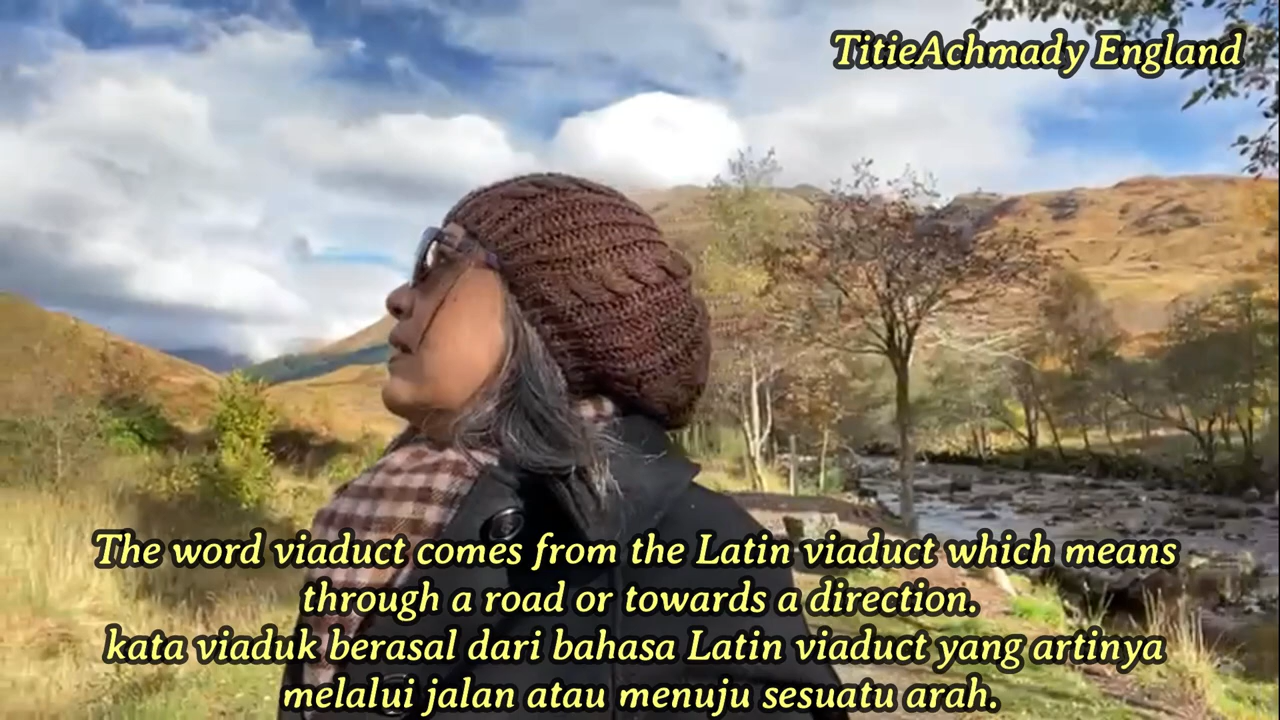 TitieAchmady England
The word viaduct comes from the Latin viaduct which means
through a road or towards a direction.
kata viaduk berasal dari bahasa Latin viaduct yang artinya
melalui jalan atau menuju sesuatu arah.